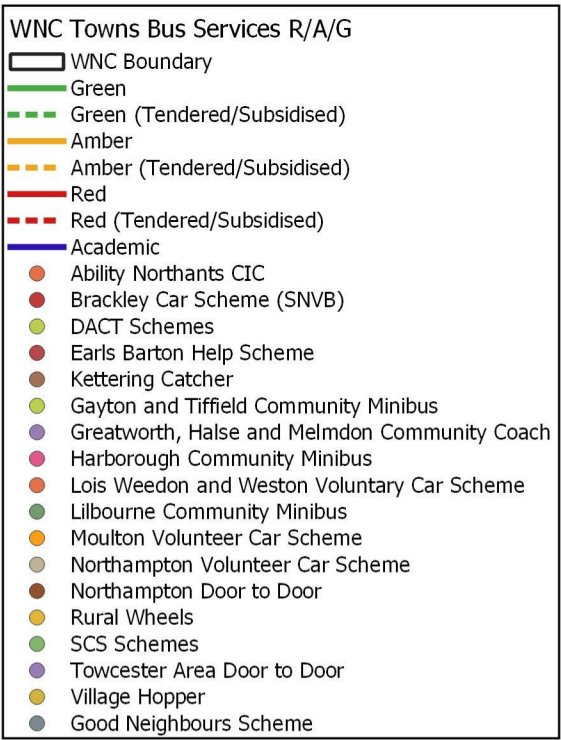 WNC Towns Bus Services R/A/G
WNC Boundary
Green
Green (Tendered/Subsidised)
Amber
Amber (Tendered/Subsidised)
Red
Red (Tendered/Subsidised)
Academic
Ability Northants CIC
Brackley Car Scheme (SNVB)
DACT Schemes
Earls Barton Help Scheme
Kettering Catcher
Gayton and Tiffield Community Minibus
Greatworth, Halse and Melmdon Community Coach
Harborough Community Minibus
Lois Weedon and Weston Voluntary Car Scheme
Lilbourne Community Minibus
Moulton Volunteer Car Scheme
Northampton Volunteer Car Scheme
Northampton Door to Door
Rural Wheels
SCS Schemes
Towcester Area Door to Door
Village Hopper
Good Neighbours Scheme